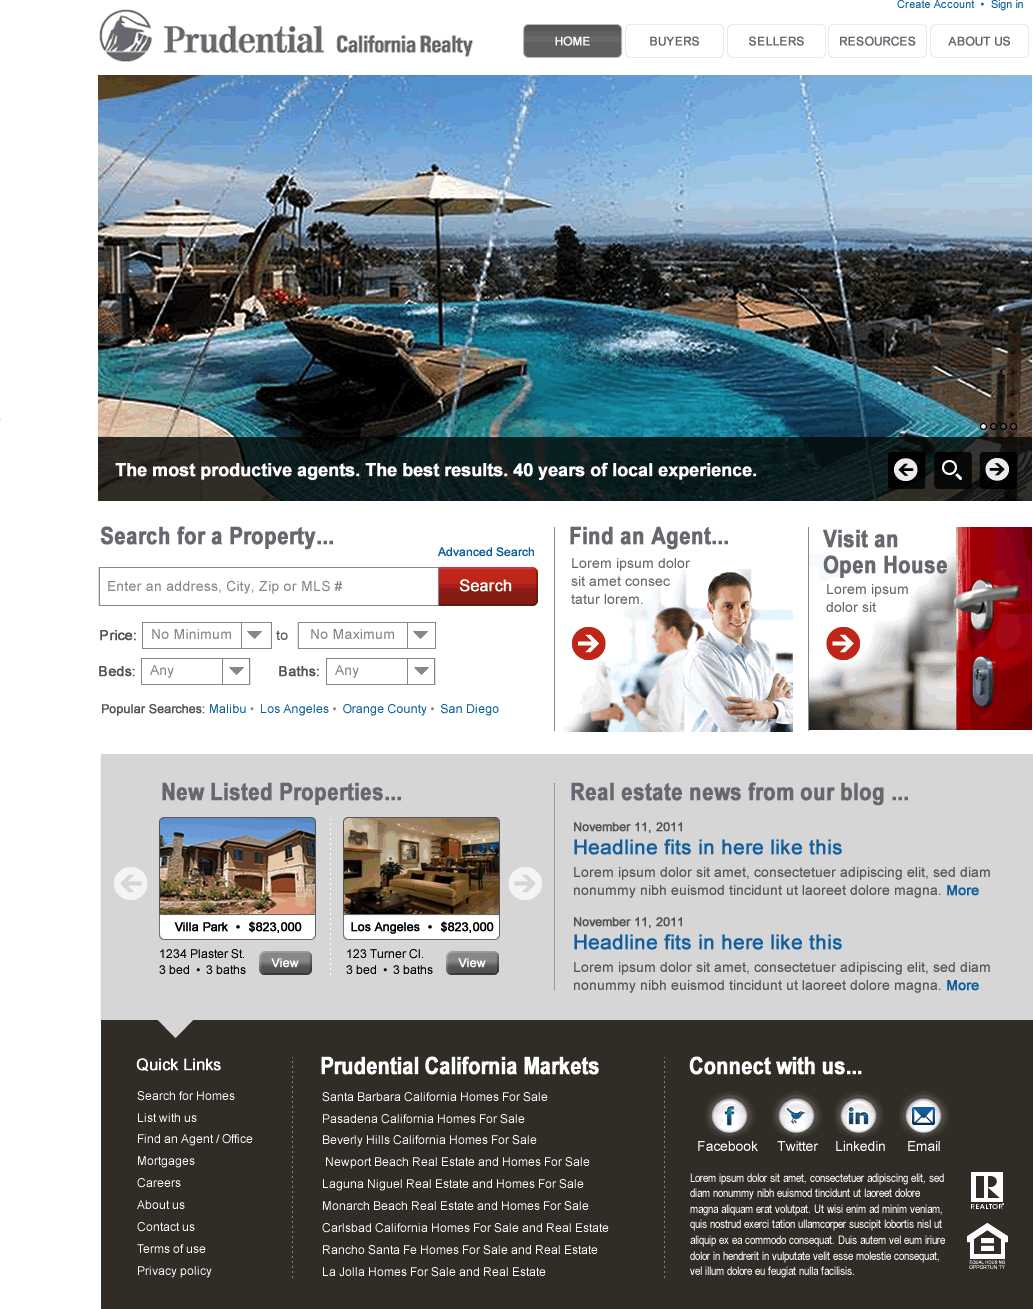 Create Account • Sign in
Prudential California Realty
HOME
BUYERS
SELLERS
RESOURCES
ABOUT US
The most productive agents. The best results. 40 years of local experience.
Search for a Property...
Advanced Search
Enter an address, City, Zip or MLS #
Search
Price: No Minimum to No Maximum
Beds: Any Baths: Any
Popular Searches: Malibu • Los Angeles • Orange County • San Diego
Find an Agent...
Lorem ipsum dolor
sit amet consec
tatur lorem.
Visit an
Open House
Lorem ipsum
dolor sit
New Listed Properties...
Villa Park • $823,000
1234 Plaster St.
3 bed • 3 baths
View
Los Angeles • $823,000
123 Turner Cl.
3 bed • 3 baths
View
Real estate news from our blog ...
November 11, 2011
Headline fits in here like this
Lorem ipsum dolor sit amet, consectetuer adipiscing elit, sed diam
nonummy nibh euismod tincidunt ut laoreet dolore magna. More
November 11, 2011
Headline fits in here like this
Lorem ipsum dolor sit amet, consectetuer adipiscing elit, sed diam
nonummy nibh euismod tincidunt ut laoreet dolore magna. More
Quick Links
Search for Homes
List with us
Find an Agent / Office
Mortgages
Careers
About us
Contact us
Terms of use
Privacy policy
Prudential California Markets
Santa Barbara California Homes For Sale
Pasadena California Homes For Sale
Beverly Hills California Homes For Sale
Newport Beach Real Estate and Homes For Sale
Laguna Niguel Real Estate and Homes For Sale
Monarch Beach Real Estate and Homes For Sale
Carlsbad California Homes For Sale and Real Estate
Rancho Santa Fe Homes For Sale and Real Estate
La Jolla Homes For Sale and Real Estate
Connect with us...
f
in
Facebook
Twitter
Linkedin
Email
Lorem ipsum dolor sit amet, consectetuer adipiscing elit, sed
diam nonummy nibh euismod tincidunt ut laoreet dolore
magna aliquam erat volutpat. Ut wisi enim ad minim veniam,
quis nostrud exerci tation ullamcorper suscipit lobortis nisl ut
aliquip ex ea commodo consequat. Duis autem vel eum iriure
dolor in hendrerit in vulputate velit esse molestie consequat,
vel illum dolore eu feugiat nulla facilisis.
R
REALTOR
EQUAL HOUSING
OPPORTUNITY